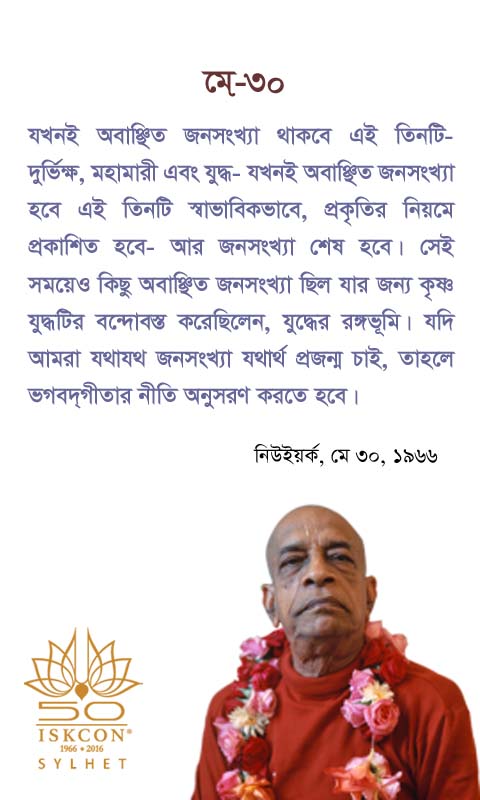 মে-৩০
যখনই অবাঞ্ছিত জনসংখ্যা থাকবে এই তিনটি-
দুর্ভিক্ষ, মহামারী এবং যুদ্ধ- যখনই অবাঞ্ছিত জনসংখ্যা
হবে এই তিনটি স্বাভাবিকভাবে, প্রকৃতির নিয়মে
প্রকাশিত হবে- আর জনসংখ্যা শেষ হবে। সেই
সময়েও কিছু অবাঞ্ছিত জনসংখ্যা ছিল যার জন্য কৃষ্ণ
যুদ্ধটির বন্দোবস্ত করেছিলেন, যুদ্ধের রঙ্গভূমি। যদি
আমরা যথাযথ জনসংখ্যা যথার্থ প্রজন্ম চাই, তাহলে
ভগবদ্‌গীতার নীতি অনুসরণ করতে হবে।
নিউইয়র্ক, মে ৩০, ১৯৬৬
50
ISKCON®
1966 • 2016
SYLHET